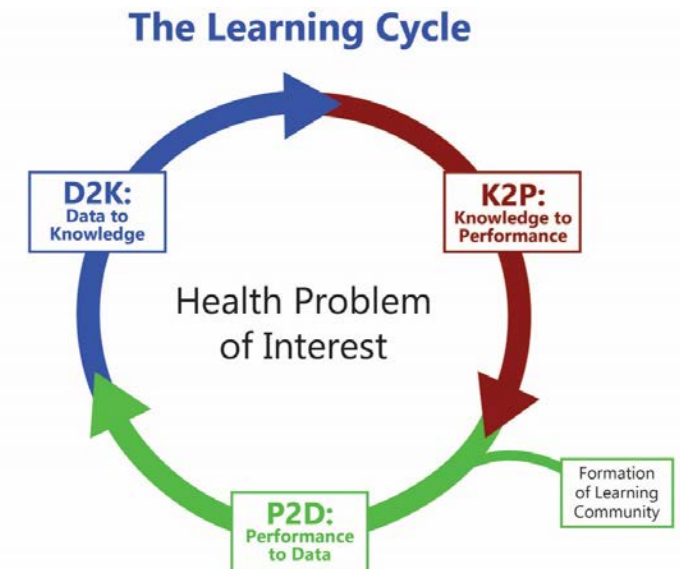 The Learning Cycle
D2K:
Data to
Knowledge
K2P:
Knowledge to
Performance
Health Problem
of Interest
Formation
of Learning
Community
P2D:
Performance
to Data